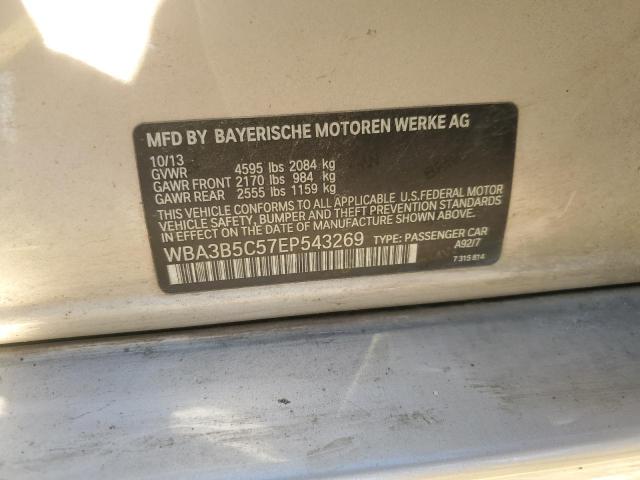 MFD BY BAYERISCHE MOTOREN WERKE AG
10/13
GVWR 4595 lbs 2084 kg
GAWR FRONT 2170 lbs 984 kg
GAWR REAR 2555 lbs 1159 kg
THIS VEHICLE CONFORMS TO ALL APPLICABLE U.S.FEDERAL MOTOR
VEHICLE SAFETY, BUMPER AND THEFT PREVENTION STANDARDS
IN EFFECT ON THE DATE OF MANUFACTURE SHOWN ABOVE.
WBA3B5C57EP543269 TYPE: PASSENGER CAR
A92/7
7 315 814